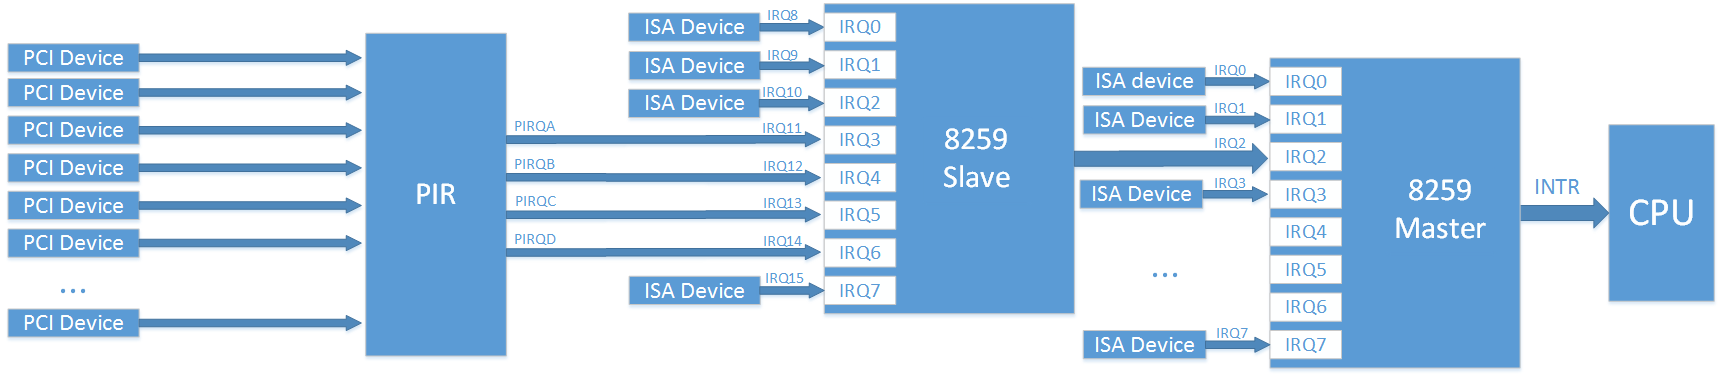 PCI Device
PCI Device
PCI Device
PCI Device
PCI Device
PCI Device
...
PCI Device
PIR
PIRQA
PIRQB
PIRQC
PIRQD
ISA Device
IRQ8
ISA Device
IRQ9
ISA Device
IRQ10
IRQ11
IRQ12
IRQ13
IRQ14
ISA Device
IRQ15
IRQ0
IRQ1
IRQ2
IRQ3
IRQ4
IRQ5
IRQ6
IRQ7
8259
Slave
ISA device
IRQ0
ISA Device
IRQ1
IRQ2
ISA Device
IRQ3
...
ISA Device
IRQ7
IRQ0
IRQ1
IRQ2
IRQ3
IRQ4
IRQ5
IRQ6
IRQ7
8259
Master
INTR
CPU